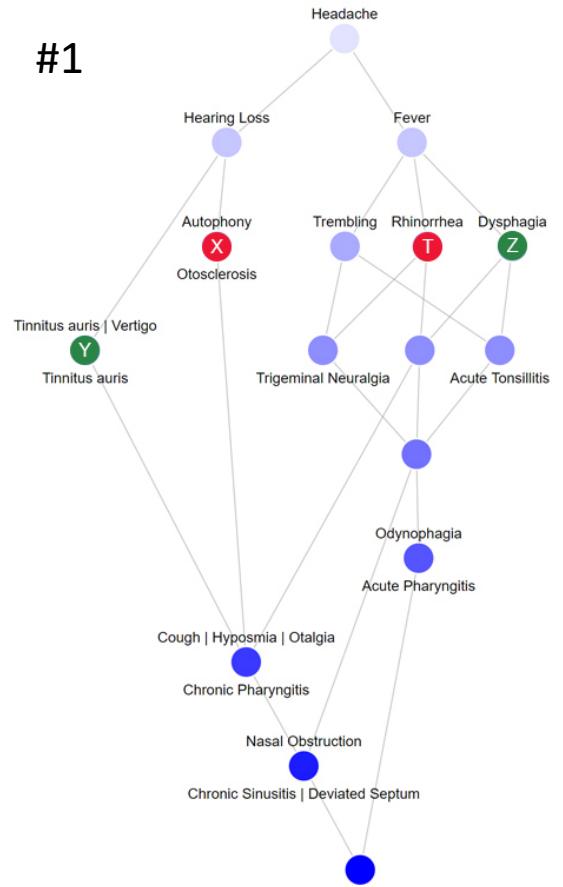 Headache
#1
Hearing Loss
Fever
Autophony
Trembling
Rhinorrhea
Dysphagia
X
T
Z
Otosclerosis
Tinnitus auris | Vertigo
Y
Tinnitus auris
Trigeminal Neuralgia
Acute Tonsillitis
Odynophagia
Acute Pharyngitis
Cough | Hyposmia | Otalgia
Chronic Pharyngitis
Nasal Obstruction
Chronic Sinusitis | Deviated Septum